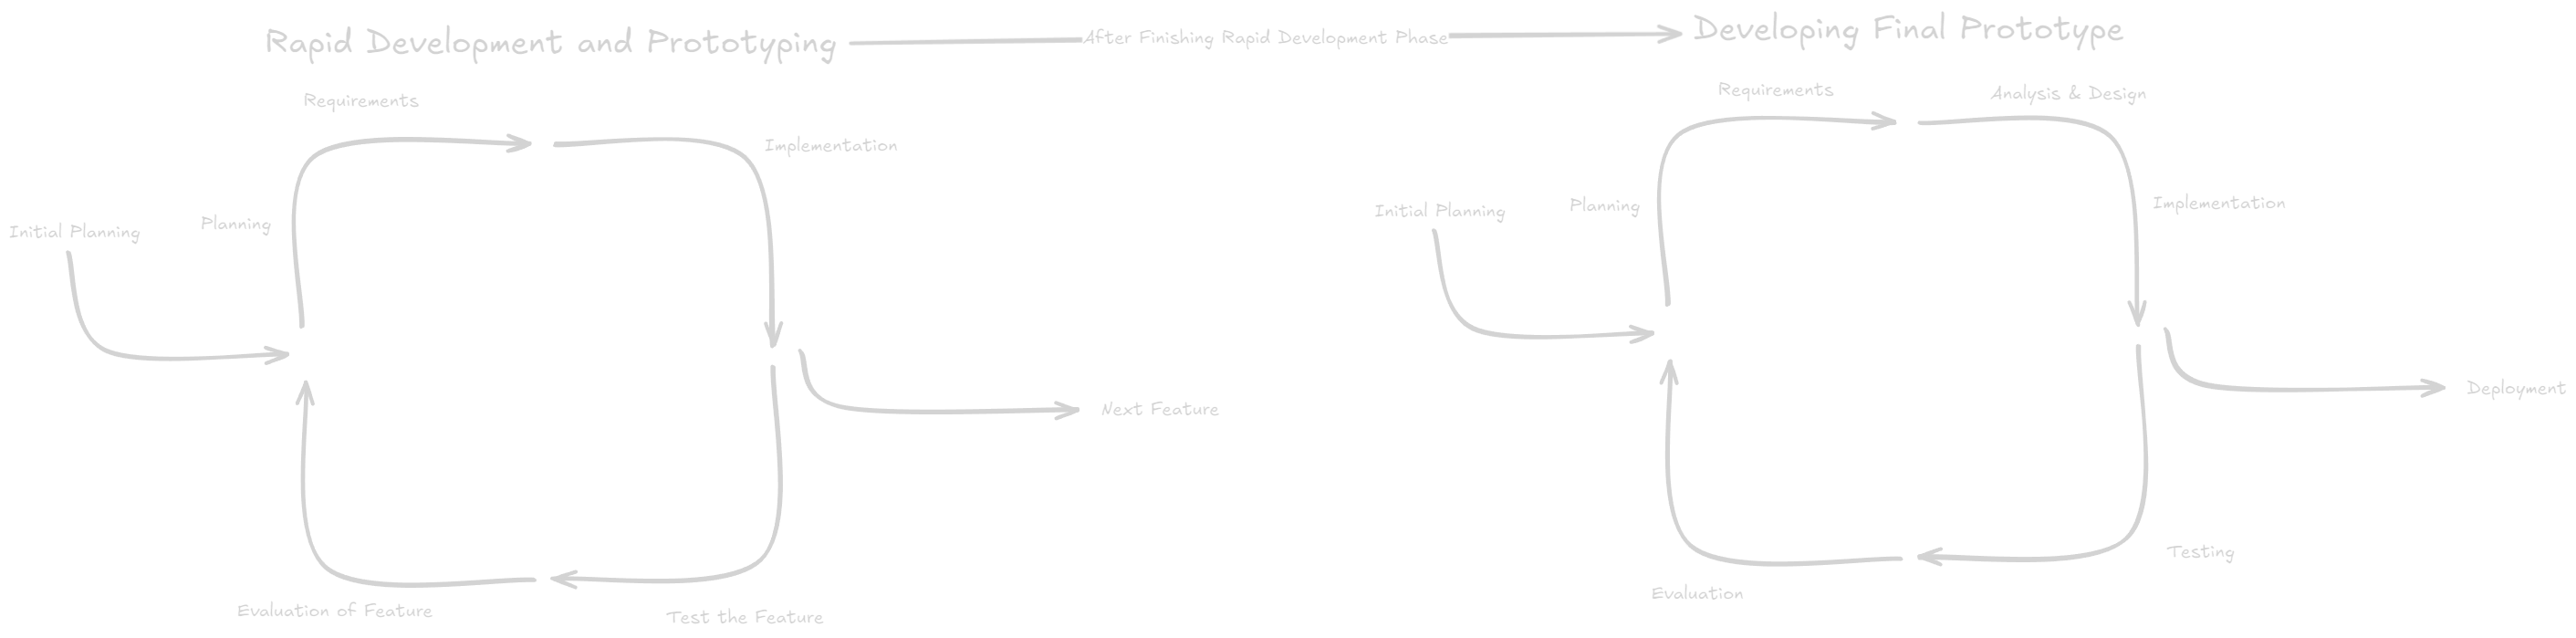 Rapid Development and Prototyping
After Finishing Rapid Development Phase
Developing Final Prototype
Requirements
Implementation
Initial Planning
Planning
Next Feature
Evaluation of Feature
Test the Feature
Requirements
Analysis & Design
Initial Planning
Planning
Implementation
Deployment
Testing
Evaluation